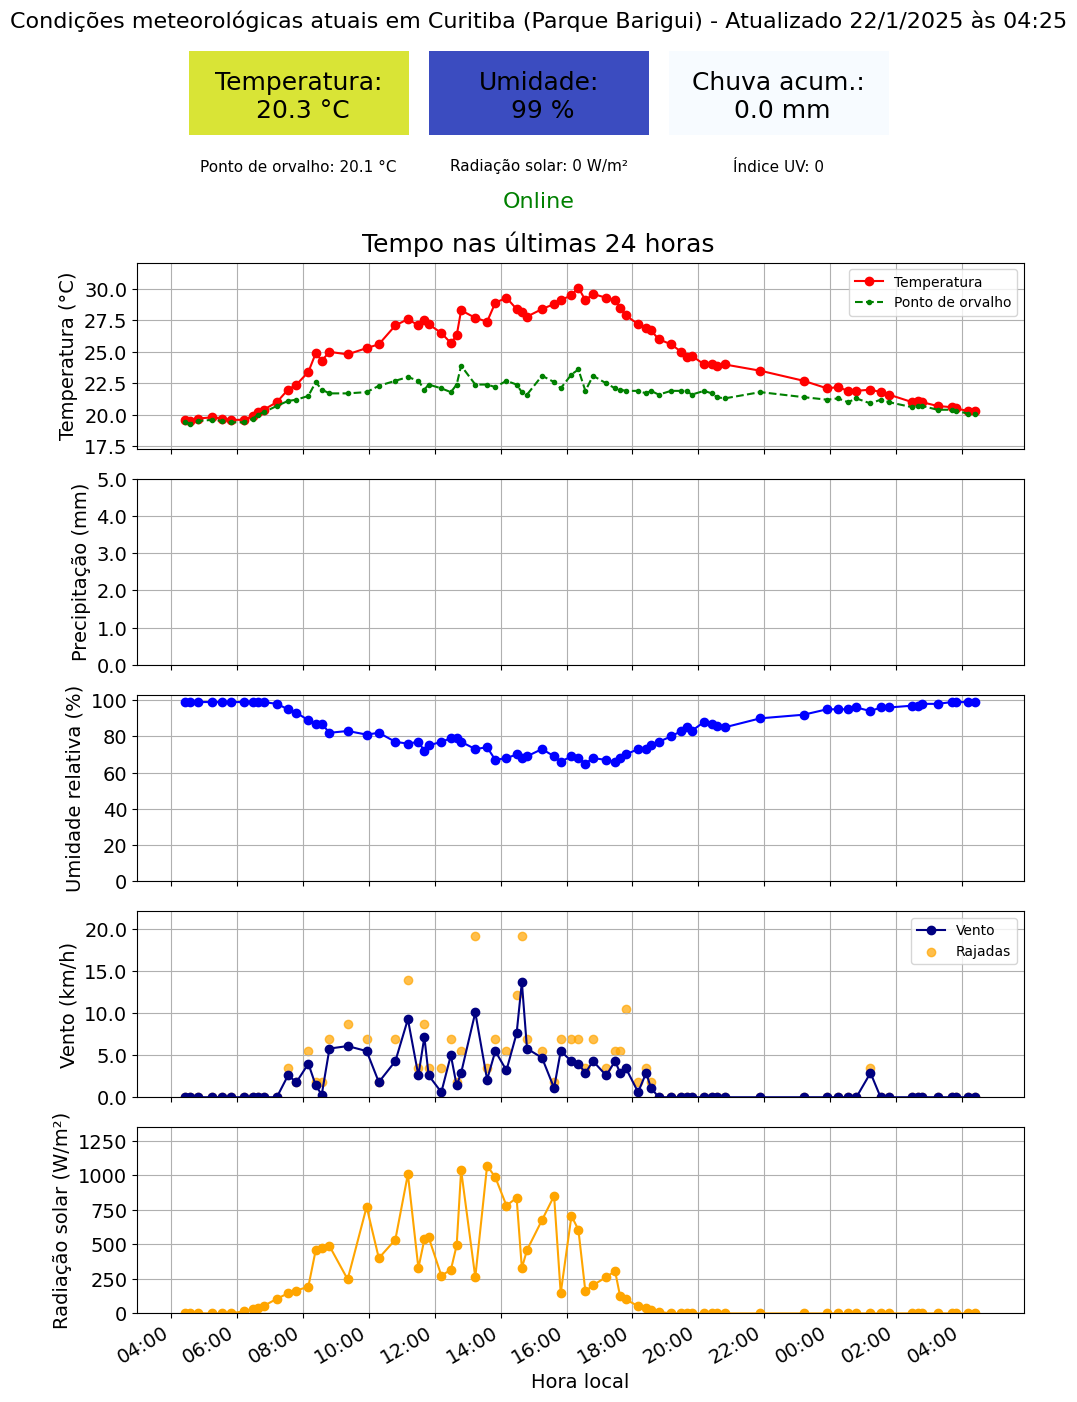 Condições meteorológicas atuais em Curitiba (Parque Barigui) - Atualizado 22/1/2025 às 04:25
Temperatura:
20.3 °C
Umidade:
99 %
Chuva acum.:
0.0 mm
Ponto de orvalho: 20.1 °C
Radiação solar: 0 W/m²
Índice UV: 0
Online
Tempo nas últimas 24 horas
Temperatura (°C)
30.0
27.5
25.0
22.5
20.0
17.5
Temperatura
Ponto de orvalho
Precipitação (mm)
5.0
4.0
3.0
2.0
1.0
0.0
Umidade relativa (%)
100
80
60
40
20
0
Vento (km/h)
20.0
15.0
10.0
5.0
0.0
Vento
Rajadas
Radiação solar (W/m²)
1250
1000
750
500
250
0
04:00 06:00 08:00 10:00 12:00 14:00 16:00 18:00 20:00 22:00 00:00 02:00 04:00
Hora local